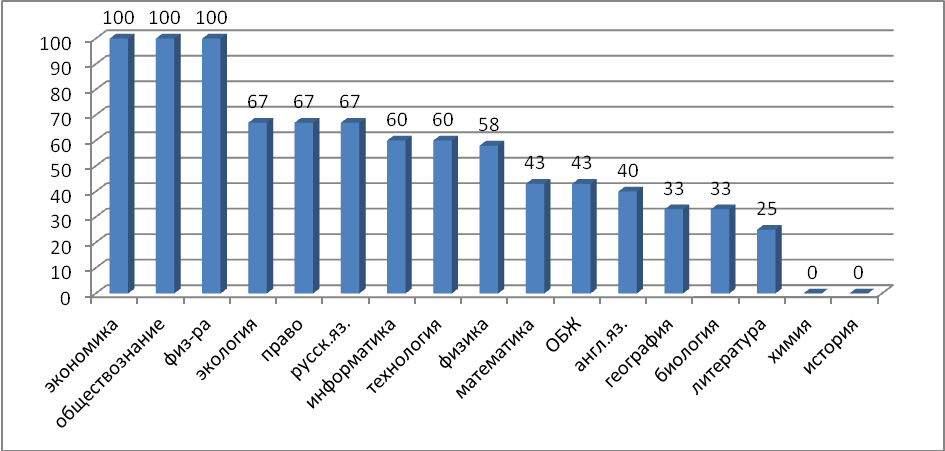 100 100 100
67 67 67
60 60
58
43 43
40
33 33
25
0 0
100
90
80
70
60
50
40
30
20
10
0
экономика
обществознание
физ-ра
экология
право
русск.яз.
информатика
технология
физика
математика
ОБЖ
англ.яз.
география
биология
литература
химия
история